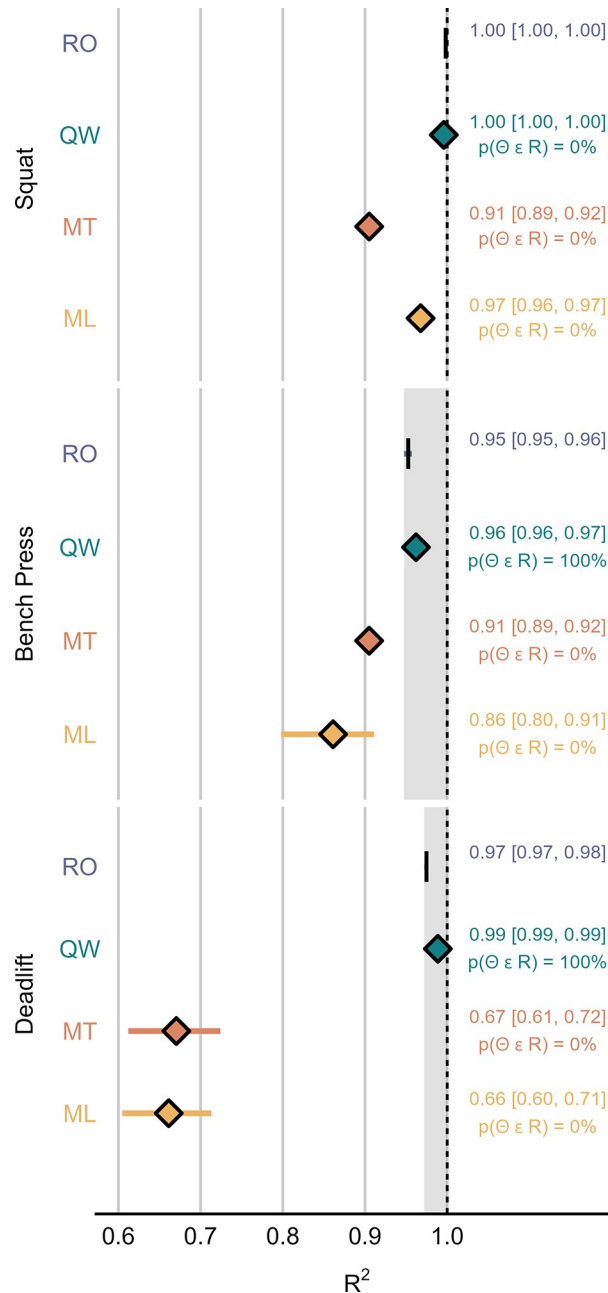 Squat
RO
1.00 [1.00, 1.00]
QW
1.00 [1.00, 1.00]
p(Θ ε R) = 0%
MT
0.91 [0.89, 0.92]
p(Θ ε R) = 0%
ML
0.97 [0.96, 0.97]
p(Θ ε R) = 0%
Bench Press
RO
0.95 [0.95, 0.96]
QW
0.96 [0.96, 0.97]
p(Θ ε R) = 100%
MT
0.91 [0.89, 0.92]
p(Θ ε R) = 0%
ML
0.86 [0.80, 0.91]
p(Θ ε R) = 0%
Deadlift
RO
0.97 [0.97, 0.98]
QW
0.99 [0.99, 0.99]
p(Θ ε R) = 100%
MT
0.67 [0.61, 0.72]
p(Θ ε R) = 0%
ML
0.66 [0.60, 0.71]
p(Θ ε R) = 0%
0.6 0.7 0.8 0.9 1.0
R²